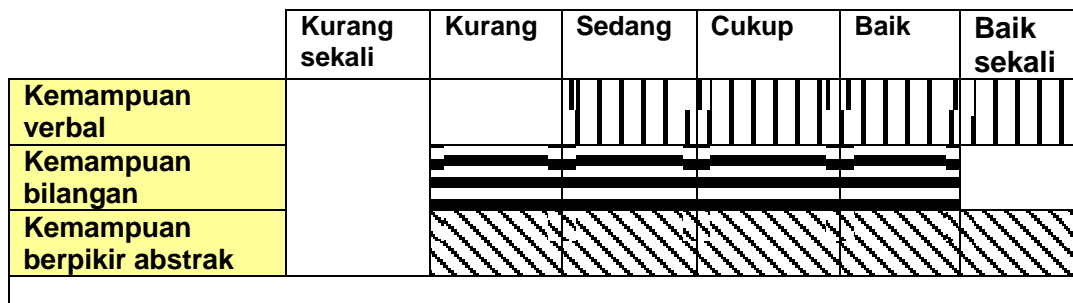 Kurang sekali
Kurang
Sedang
Cukup
Baik
Baik sekali
Kemampuan verbal
Kemampuan bilangan
Kemampuan berpikir abstrak